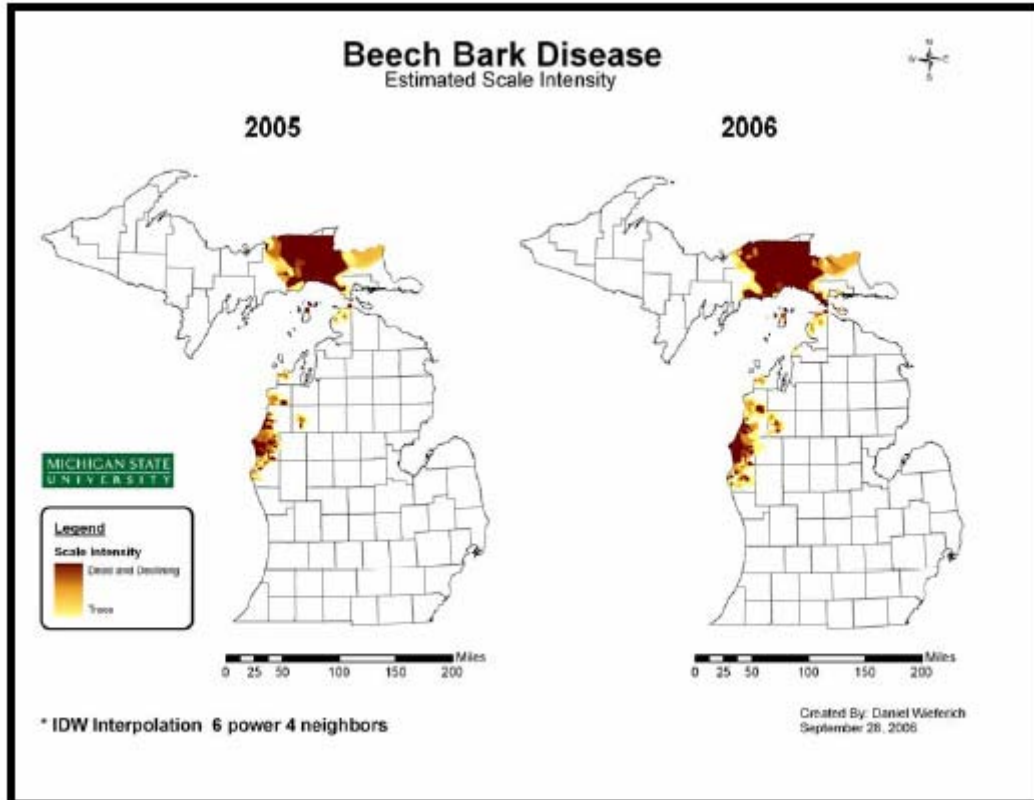 Beech Bark Disease
Estimated Scale Intensity
N
W E
S
2005
2006
MICHIGAN STATE
UNIVERSITY
Legend
Scale Intensity
Dead and Declining
Trace
Miles
0 25 50 100 150 200
Miles
0 25 50 100 150 200
* IDW Interpolation 6 power 4 neighbors
Created By: Daniel Wieferich
September 28, 2006